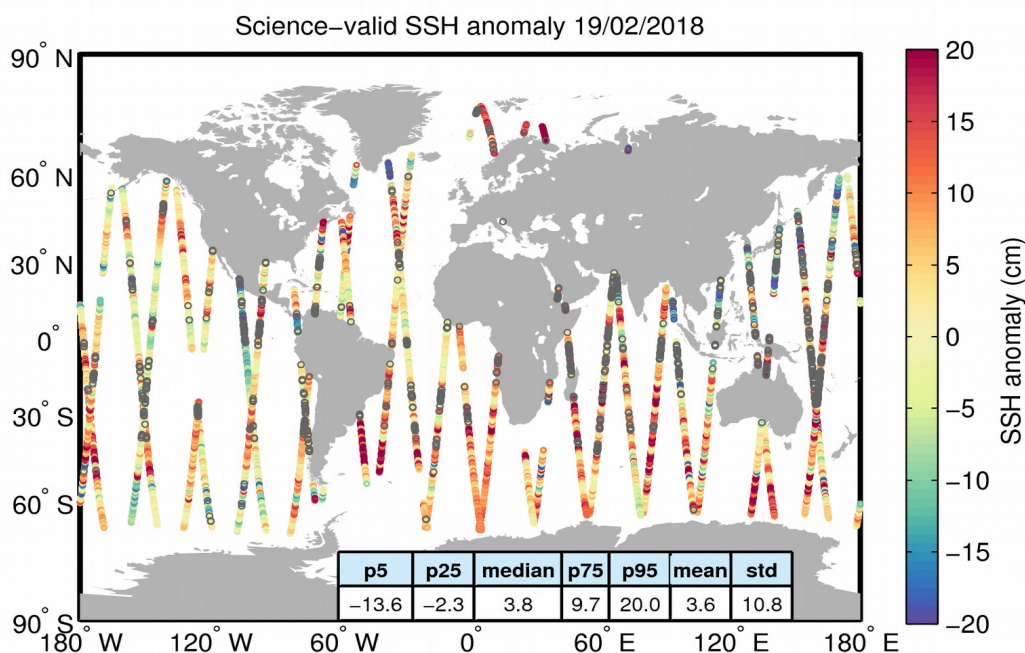 Science−valid SSH anomaly 19/02/2018
90° N
60° N
30° N
0°
30° S
60° S
90° S
180° W
120° W
60° W
0°
60° E
120° E
180° E
p5 p25 median p75 p95 mean std
−13.6 −2.3 3.8 9.7 20.0 3.6 10.8
20
15
10
5
0
−5
−10
−15
−20
SSH anomaly (cm)